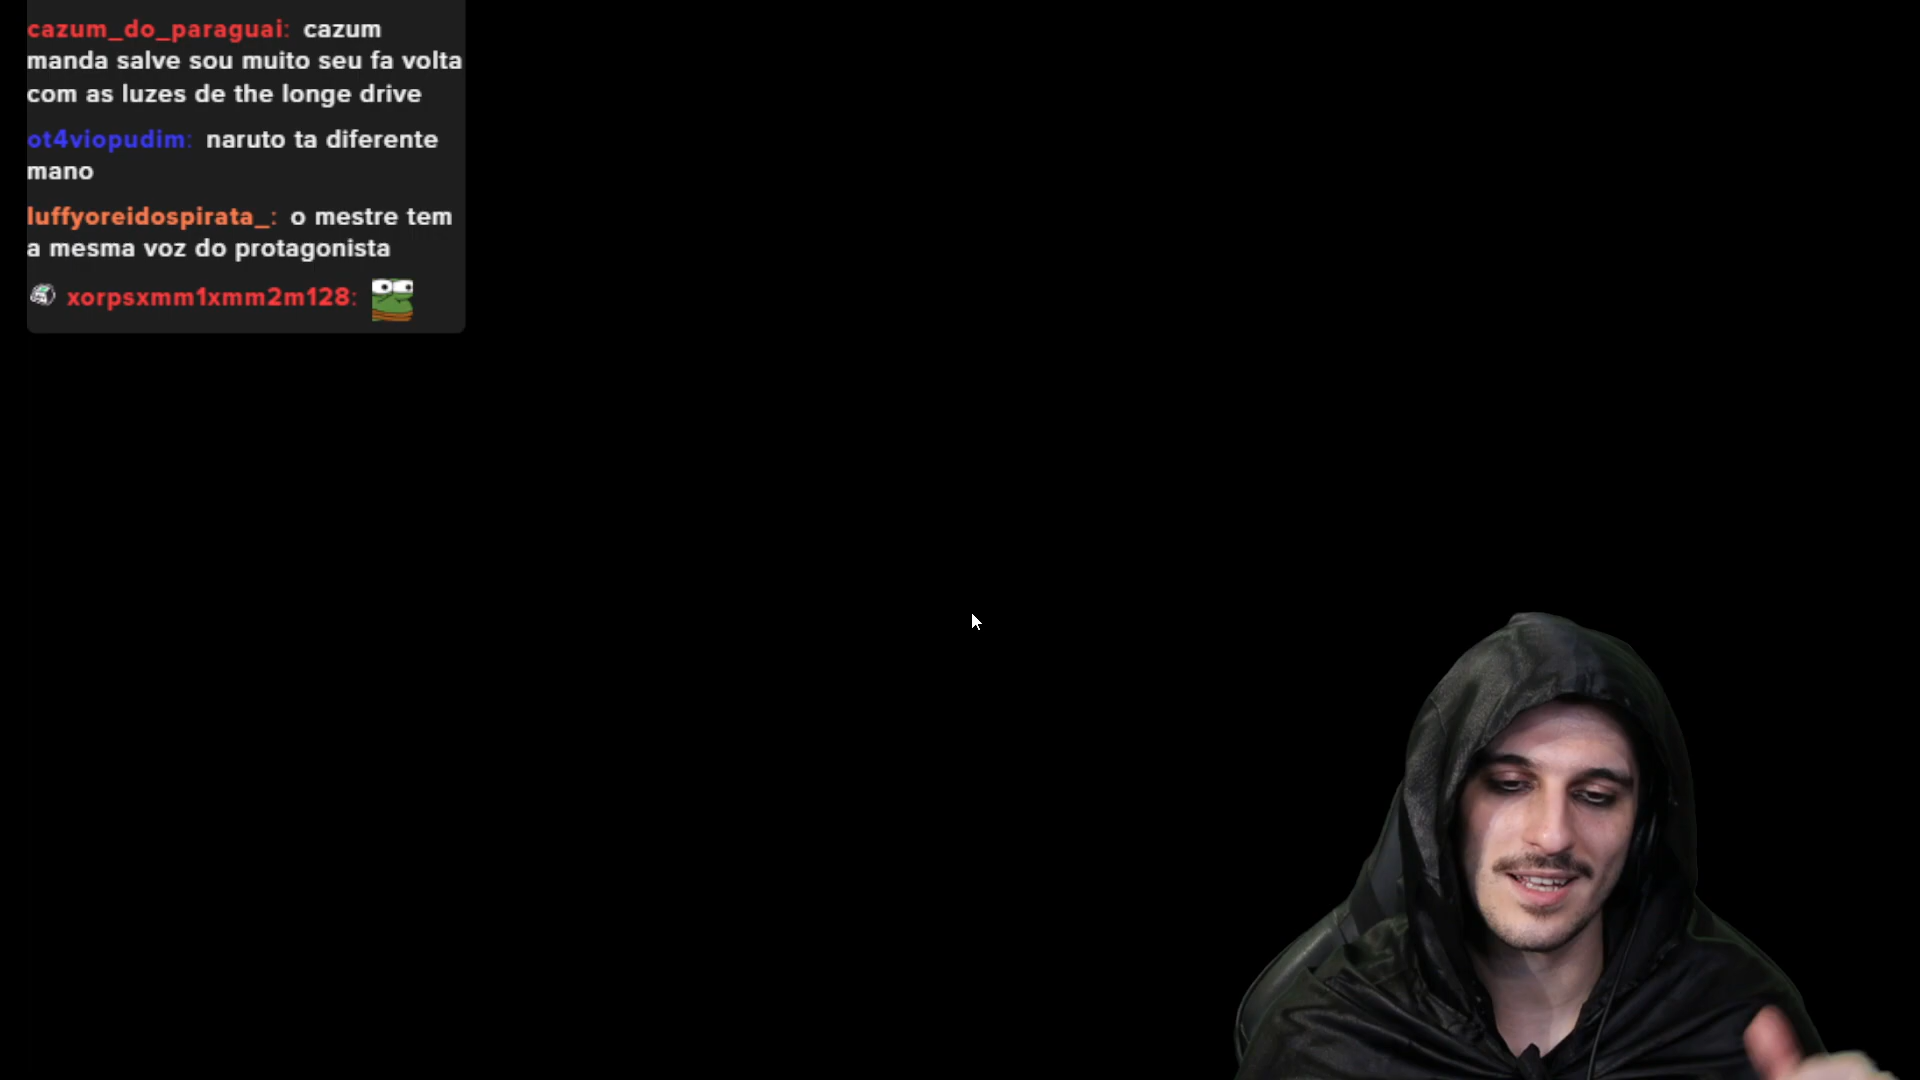 cazum_do_paraguai: cazum
manda salve sou muito seu fa volta
com as luzes de the longe drive
ot4viopudim: naruto ta diferente
mano
luffyoreidospirata_: o mestre tem
a mesma voz do protagonista
xorpsxmm1xmm2m128: